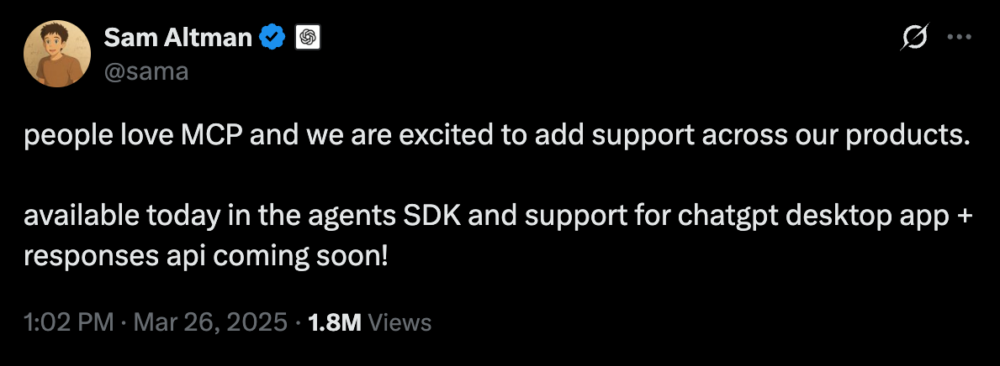 Sam Altman
@sama
people love MCP and we are excited to add support across our products.
available today in the agents SDK and support for chatgpt desktop app +
responses api coming soon!
1:02 PM · Mar 26, 2025 · 1.8M Views